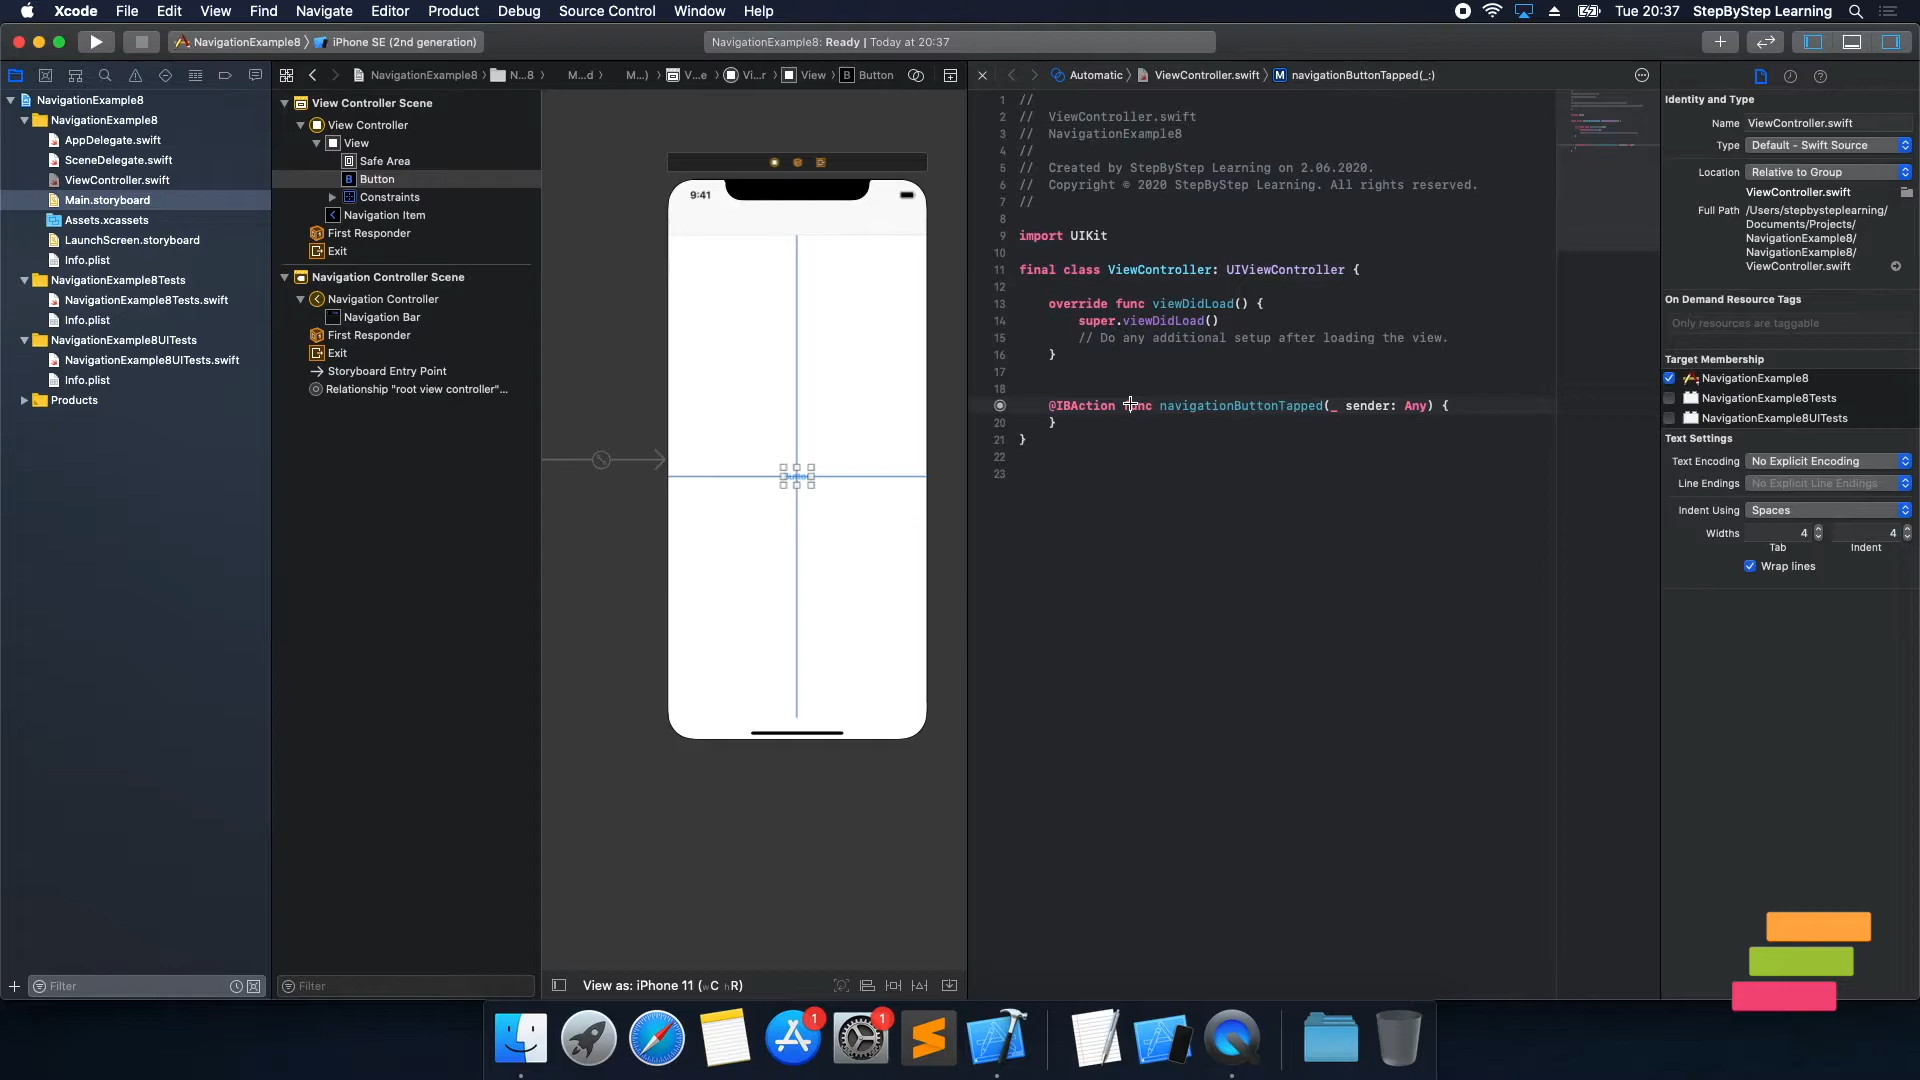 Xcode File Edit View Find Navigate Editor Product Debug Source Control Window Help
Tue 20:37 StepByStep Learning
NavigationExample8 iPhone SE (2nd generation)
NavigationExample8: Ready | Today at 20:37
NavigationExample8
NavigationExample8
AppDelegate.swift
SceneDelegate.swift
ViewController.swift
Main.storyboard
Assets.xcassets
LaunchScreen.storyboard
Info.plist
NavigationExample8Tests
NavigationExample8Tests.swift
Info.plist
NavigationExample8UITests
NavigationExample8UITests.swift
Info.plist
Products
Filter
NavigationExample8 N...8 M...d M...) V...e Vi...r View B Button
View Controller Scene
View Controller
View
Safe Area
B Button
Constraints
Navigation Item
First Responder
Exit
Navigation Controller Scene
Navigation Controller
Navigation Bar
First Responder
Exit
Storyboard Entry Point
Relationship "root view controller"...
Filter
9:41
View as: iPhone 11 (wC hR)
Automatic ViewController.swift M navigationButtonTapped(_:)
1 //
2 // ViewController.swift
3 // NavigationExample8
4 //
5 // Created by StepByStep Learning on 2.06.2020.
6 // Copyright © 2020 StepByStep Learning. All rights reserved.
7 //
8
9 import UIKit
10
11 final class ViewController: UIViewController {
12
13 override func viewDidLoad() {
14 super.viewDidLoad()
15 // Do any additional setup after loading the view.
16 }
17
18
@IBAction func navigationButtonTapped(_ sender: Any) {
20 }
21 }
22
23
Identity and Type
Name ViewController.swift
Type Default - Swift Source
Location Relative to Group
ViewController.swift
Full Path /Users/stepbysteplearning/
Documents/Projects/
NavigationExample8/
NavigationExample8/
ViewController.swift
On Demand Resource Tags
Only resources are taggable
Target Membership
NavigationExample8
NavigationExample8Tests
NavigationExample8UITests
Text Settings
Text Encoding No Explicit Encoding
Line Endings No Explicit Line Endings
Indent Using Spaces
Widths 4 4
Tab Indent
Wrap lines
1
1